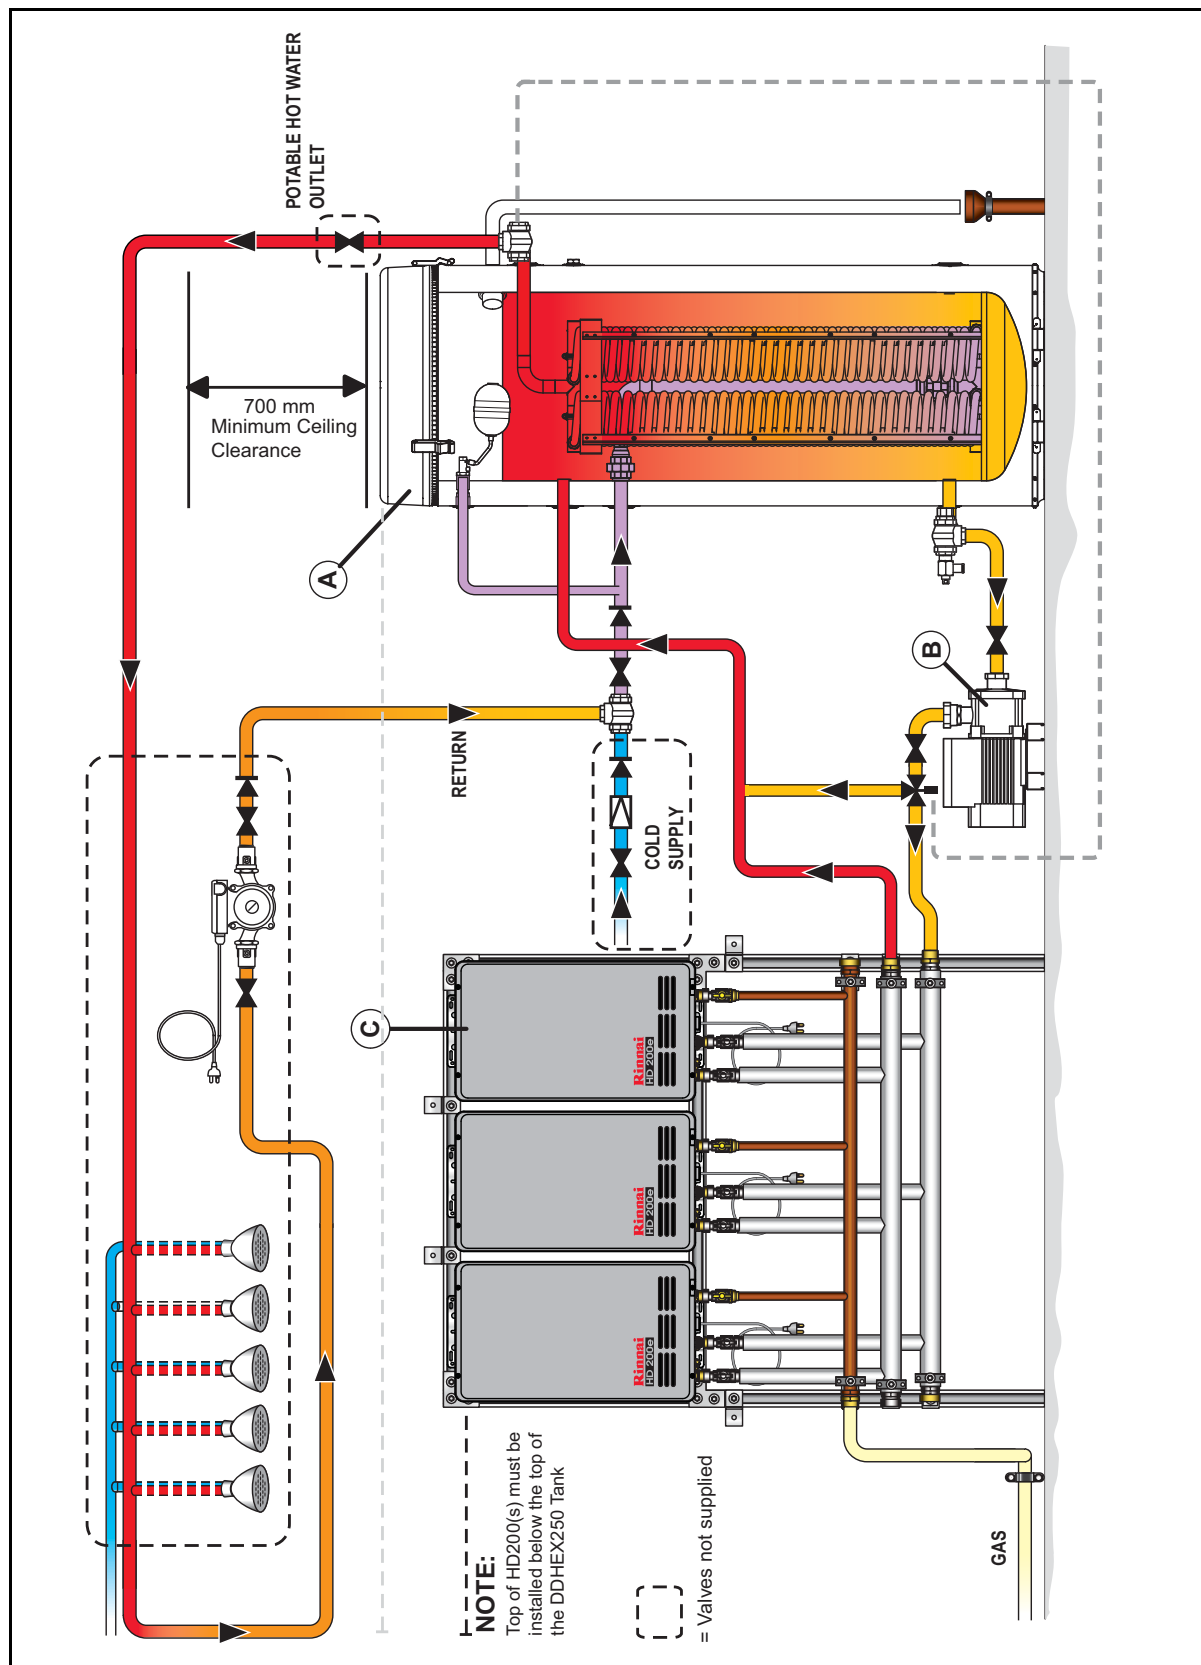 POTABLE HOT WATER
OUTLET
700 mm
Minimum Ceiling
Clearance
A
B
RETURN
COLD
SUPPLY
C
Rinnai
HD 200e
Rinnai
HD 200e
Rinnai
HD 200e
NOTE:
Top of HD200(s) must be
installed below the top of
the DDHEX250 Tank
= Valves not supplied
GAS